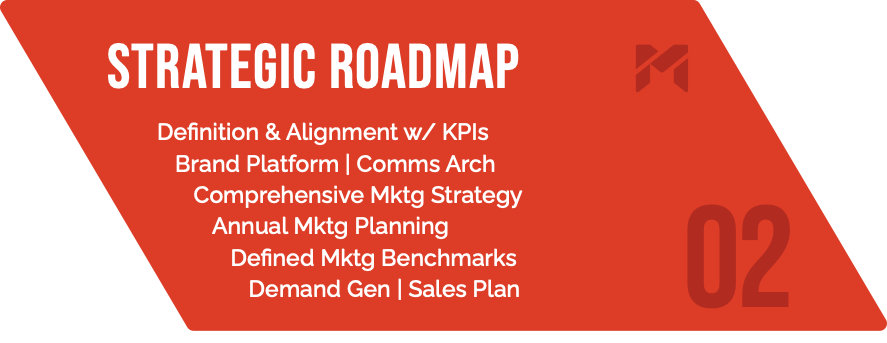 STRATEGIC ROADMAP
Definition & Alignment w/ KPIs
Brand Platform | Comms Arch
Comprehensive Mktg Strategy
Annual Mktg Planning
Defined Mktg Benchmarks
Demand Gen | Sales Plan
02